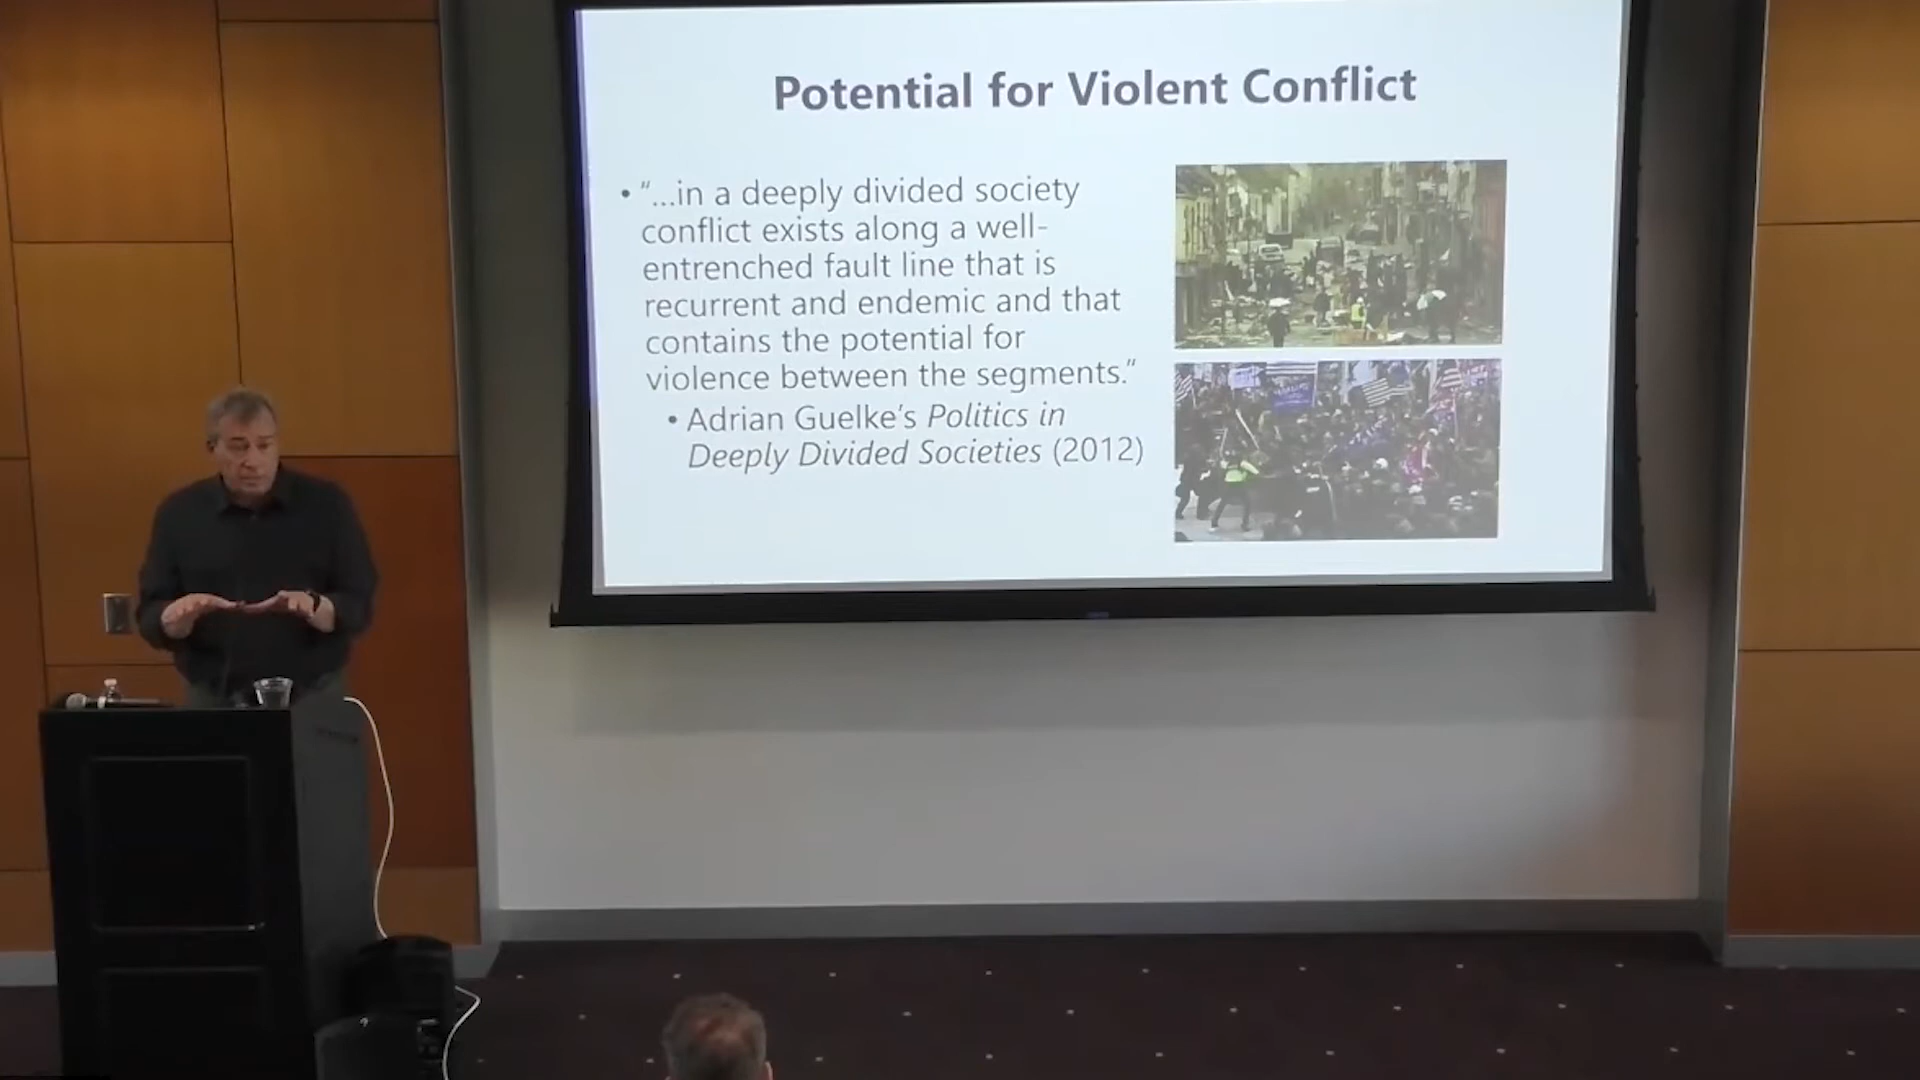 Potential for Violent Conflict
• “...in a deeply divided society
conflict exists along a well-
entrenched fault line that is
recurrent and endemic and that
contains the potential for
violence between the segments.”
• Adrian Guelke's Politics in
Deeply Divided Societies (2012)